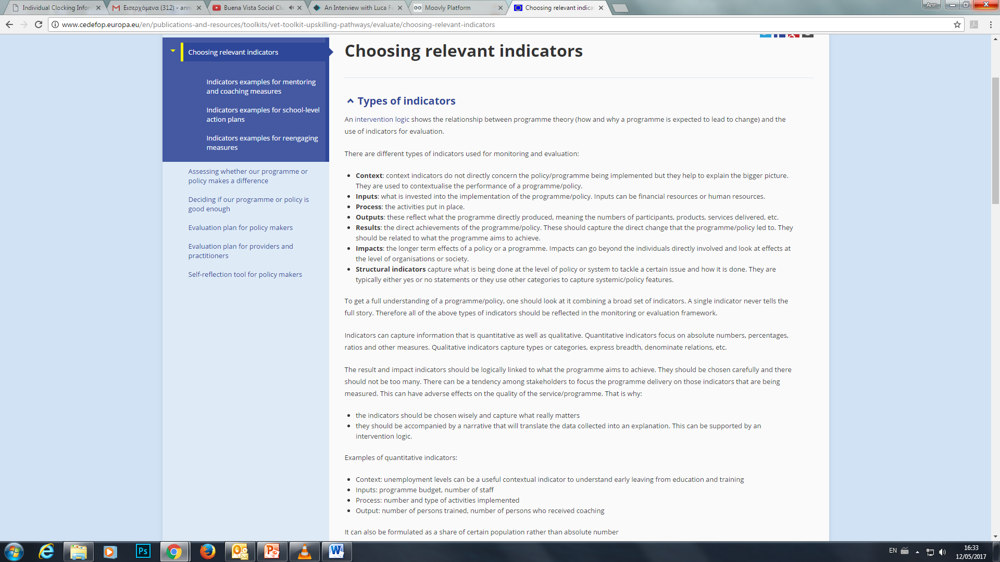 Individual Clocking Infor
Εισερχόμενα (312) - ann
Buena Vista Social Clu
An Interview with Luca F
Moovly Platform
Choosing relevant indica
Ann
www.cedefop.europa.eu/en/publications-and-resources/toolkits/vet-toolkit-upskilling-pathways/evaluate/choosing-relevant-indicators
Choosing relevant indicators
Indicators examples for mentoring
and coaching measures
Indicators examples for school-level
action plans
Indicators examples for reengaging
measures
Assessing whether our programme or
policy makes a difference
Deciding if our programme or policy is
good enough
Evaluation plan for policy makers
Evaluation plan for providers and
practitioners
Self-reflection tool for policy makers
Choosing relevant indicators
Types of indicators
An intervention logic shows the relationship between programme theory (how and why a programme is expected to lead to change) and the
use of indicators for evaluation.
There are different types of indicators used for monitoring and evaluation:
Context: context indicators do not directly concern the policy/programme being implemented but they help to explain the bigger picture.
They are used to contextualise the performance of a programme/policy.
Inputs: what is invested into the implementation of the programme/policy. Inputs can be financial resources or human resources.
Process: the activities put in place.
Outputs: these reflect what the programme directly produced, meaning the numbers of participants, products, services delivered, etc.
Results: the direct achievements of the programme/policy. These should capture the direct change that the programme/policy led to. They
should be related to what the programme aims to achieve.
Impacts: the longer term effects of a policy or a programme. Impacts can go beyond the individuals directly involved and look at effects at
the level of organisations or society.
Structural indicators capture what is being done at the level of policy or system to tackle a certain issue and how it is done. They are
typically either yes or no statements or they use other categories to capture systemic/policy features.
To get a full understanding of a programme/policy, one should look at it combining a broad set of indicators. A single indicator never tells the
full story. Therefore all of the above types of indicators should be reflected in the monitoring or evaluation framework.
Indicators can capture information that is quantitative as well as qualitative. Quantitative indicators focus on absolute numbers, percentages,
ratios and other measures. Qualitative indicators capture types or categories, express breadth, denominate relations, etc.
The result and impact indicators should be logically linked to what the programme aims to achieve. They should be chosen carefully and there
should not be too many. There can be a tendency among stakeholders to focus the programme delivery on those indicators that are being
measured. This can have adverse effects on the quality of the service/programme. That is why:
the indicators should be chosen wisely and capture what really matters
they should be accompanied by a narrative that will translate the data collected into an explanation. This can be supported by an
intervention logic.
Examples of quantitative indicators:
Context: unemployment levels can be a useful contextual indicator to understand early leaving from education and training
Inputs: programme budget, number of staff
Process: number and type of activities implemented
Output: number of persons trained, number of persons who received coaching
It can also be formulated as a share of certain population rather than absolute number
Ps
EN
16:33
12/05/2017